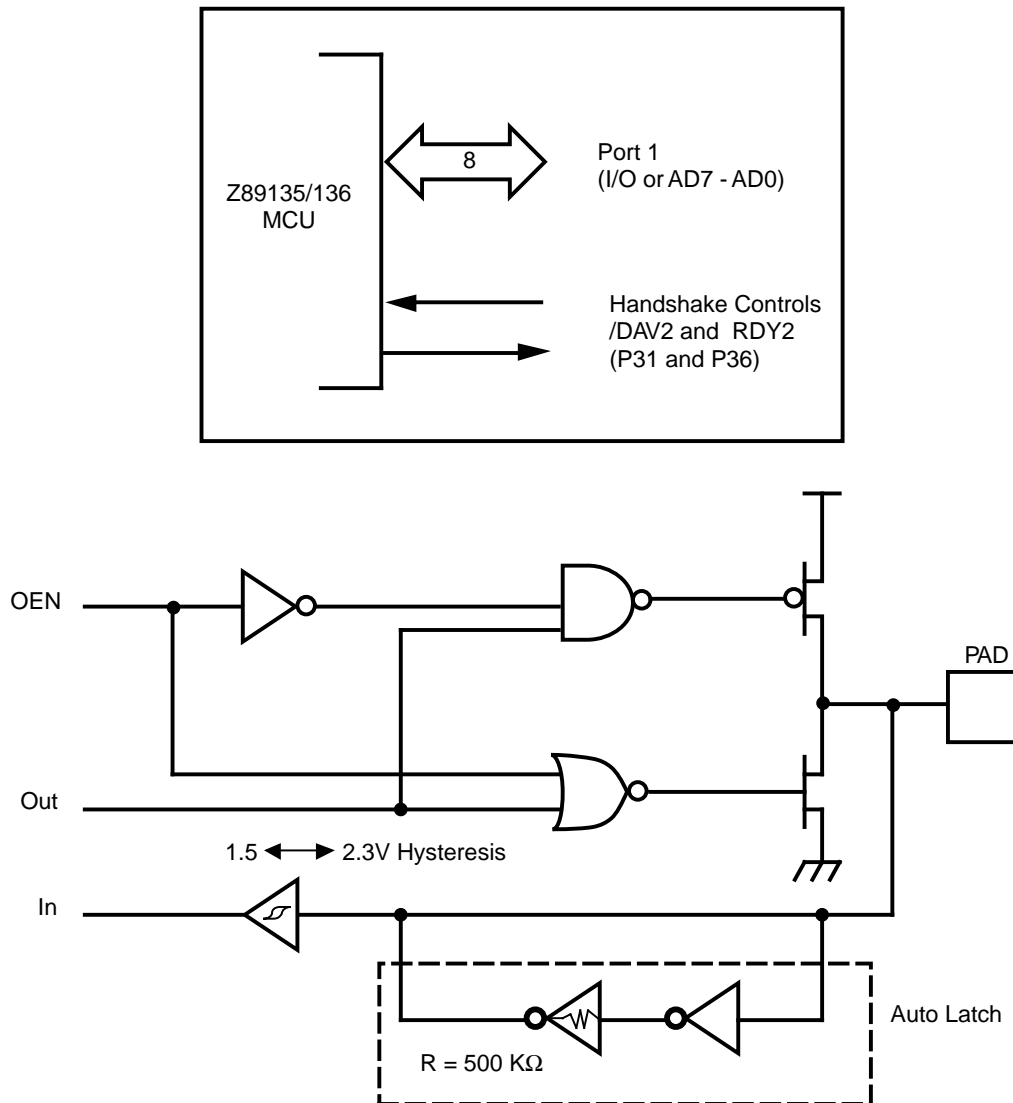 Z89135/136
MCU
8
Port 1
(I/O or AD7 - AD0)
Handshake Controls
/DAV2 and RDY2
(P31 and P36)
OEN
PAD
Out
1.5 2.3V Hysteresis
In
Auto Latch
R = 500 KΩ